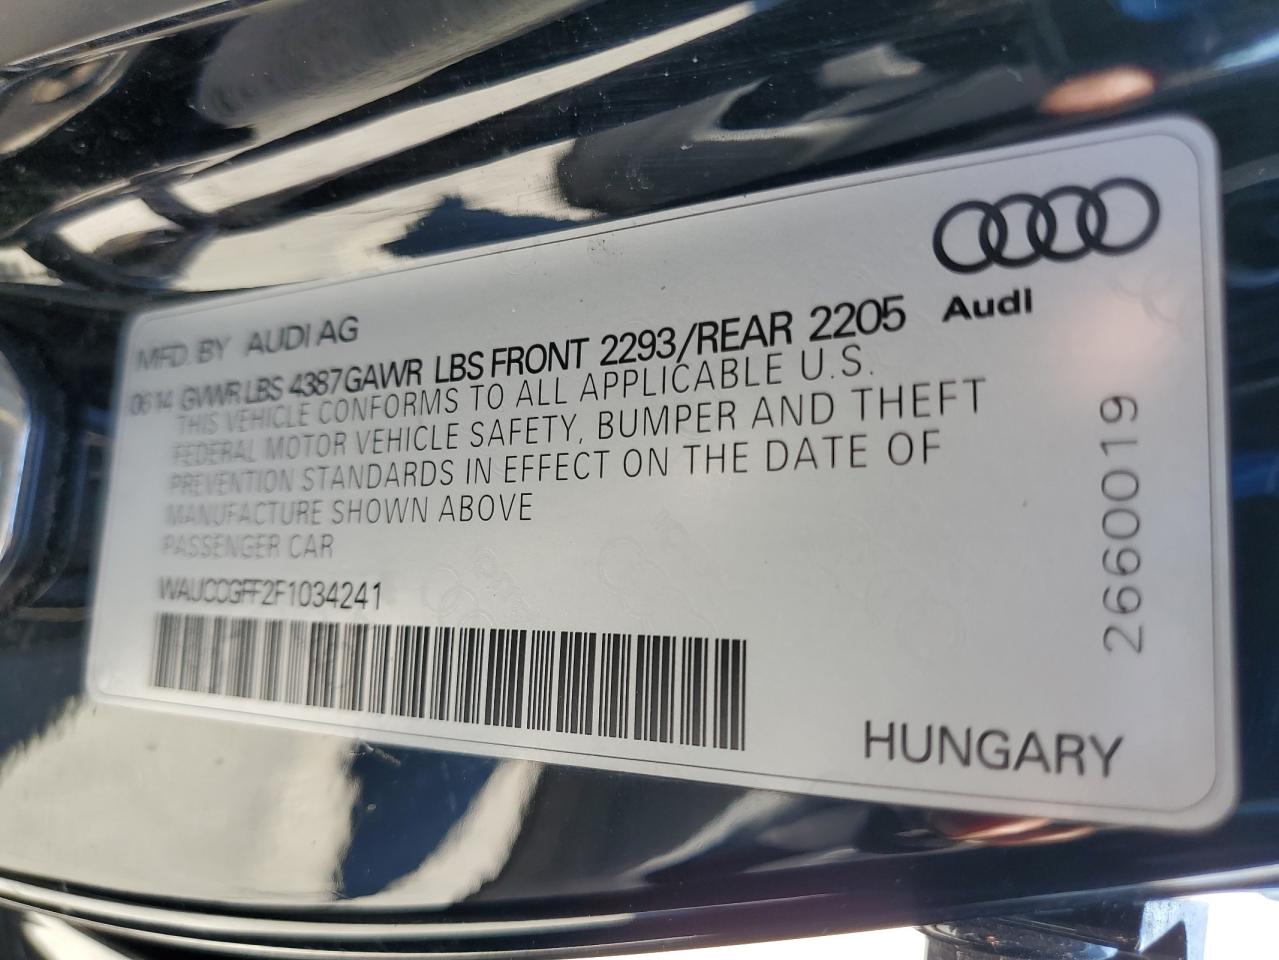 MFD. BY AUDI AG
0614 GVWR LBS 4387 GAWR LBS FRONT 2293/REAR 2205
THIS VEHICLE CONFORMS TO ALL APPLICABLE U.S.
FEDERAL MOTOR VEHICLE SAFETY, BUMPER AND THEFT
PREVENTION STANDARDS IN EFFECT ON THE DATE OF
MANUFACTURE SHOWN ABOVE
PASSENGER CAR
WAUCCGFF2F1034241
Audi
2660019
HUNGARY